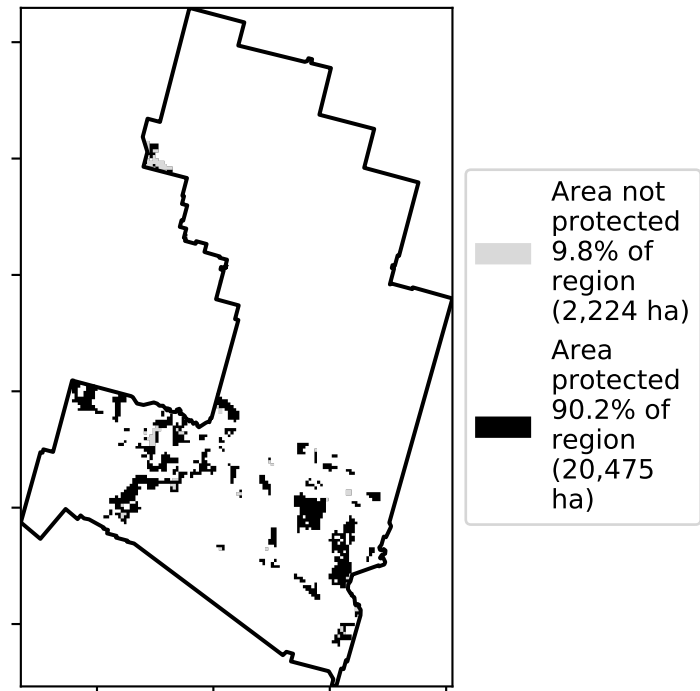 Area not
protected
9.8% of
region
(2,224 ha)
Area
protected
90.2% of
region
(20,475
ha)